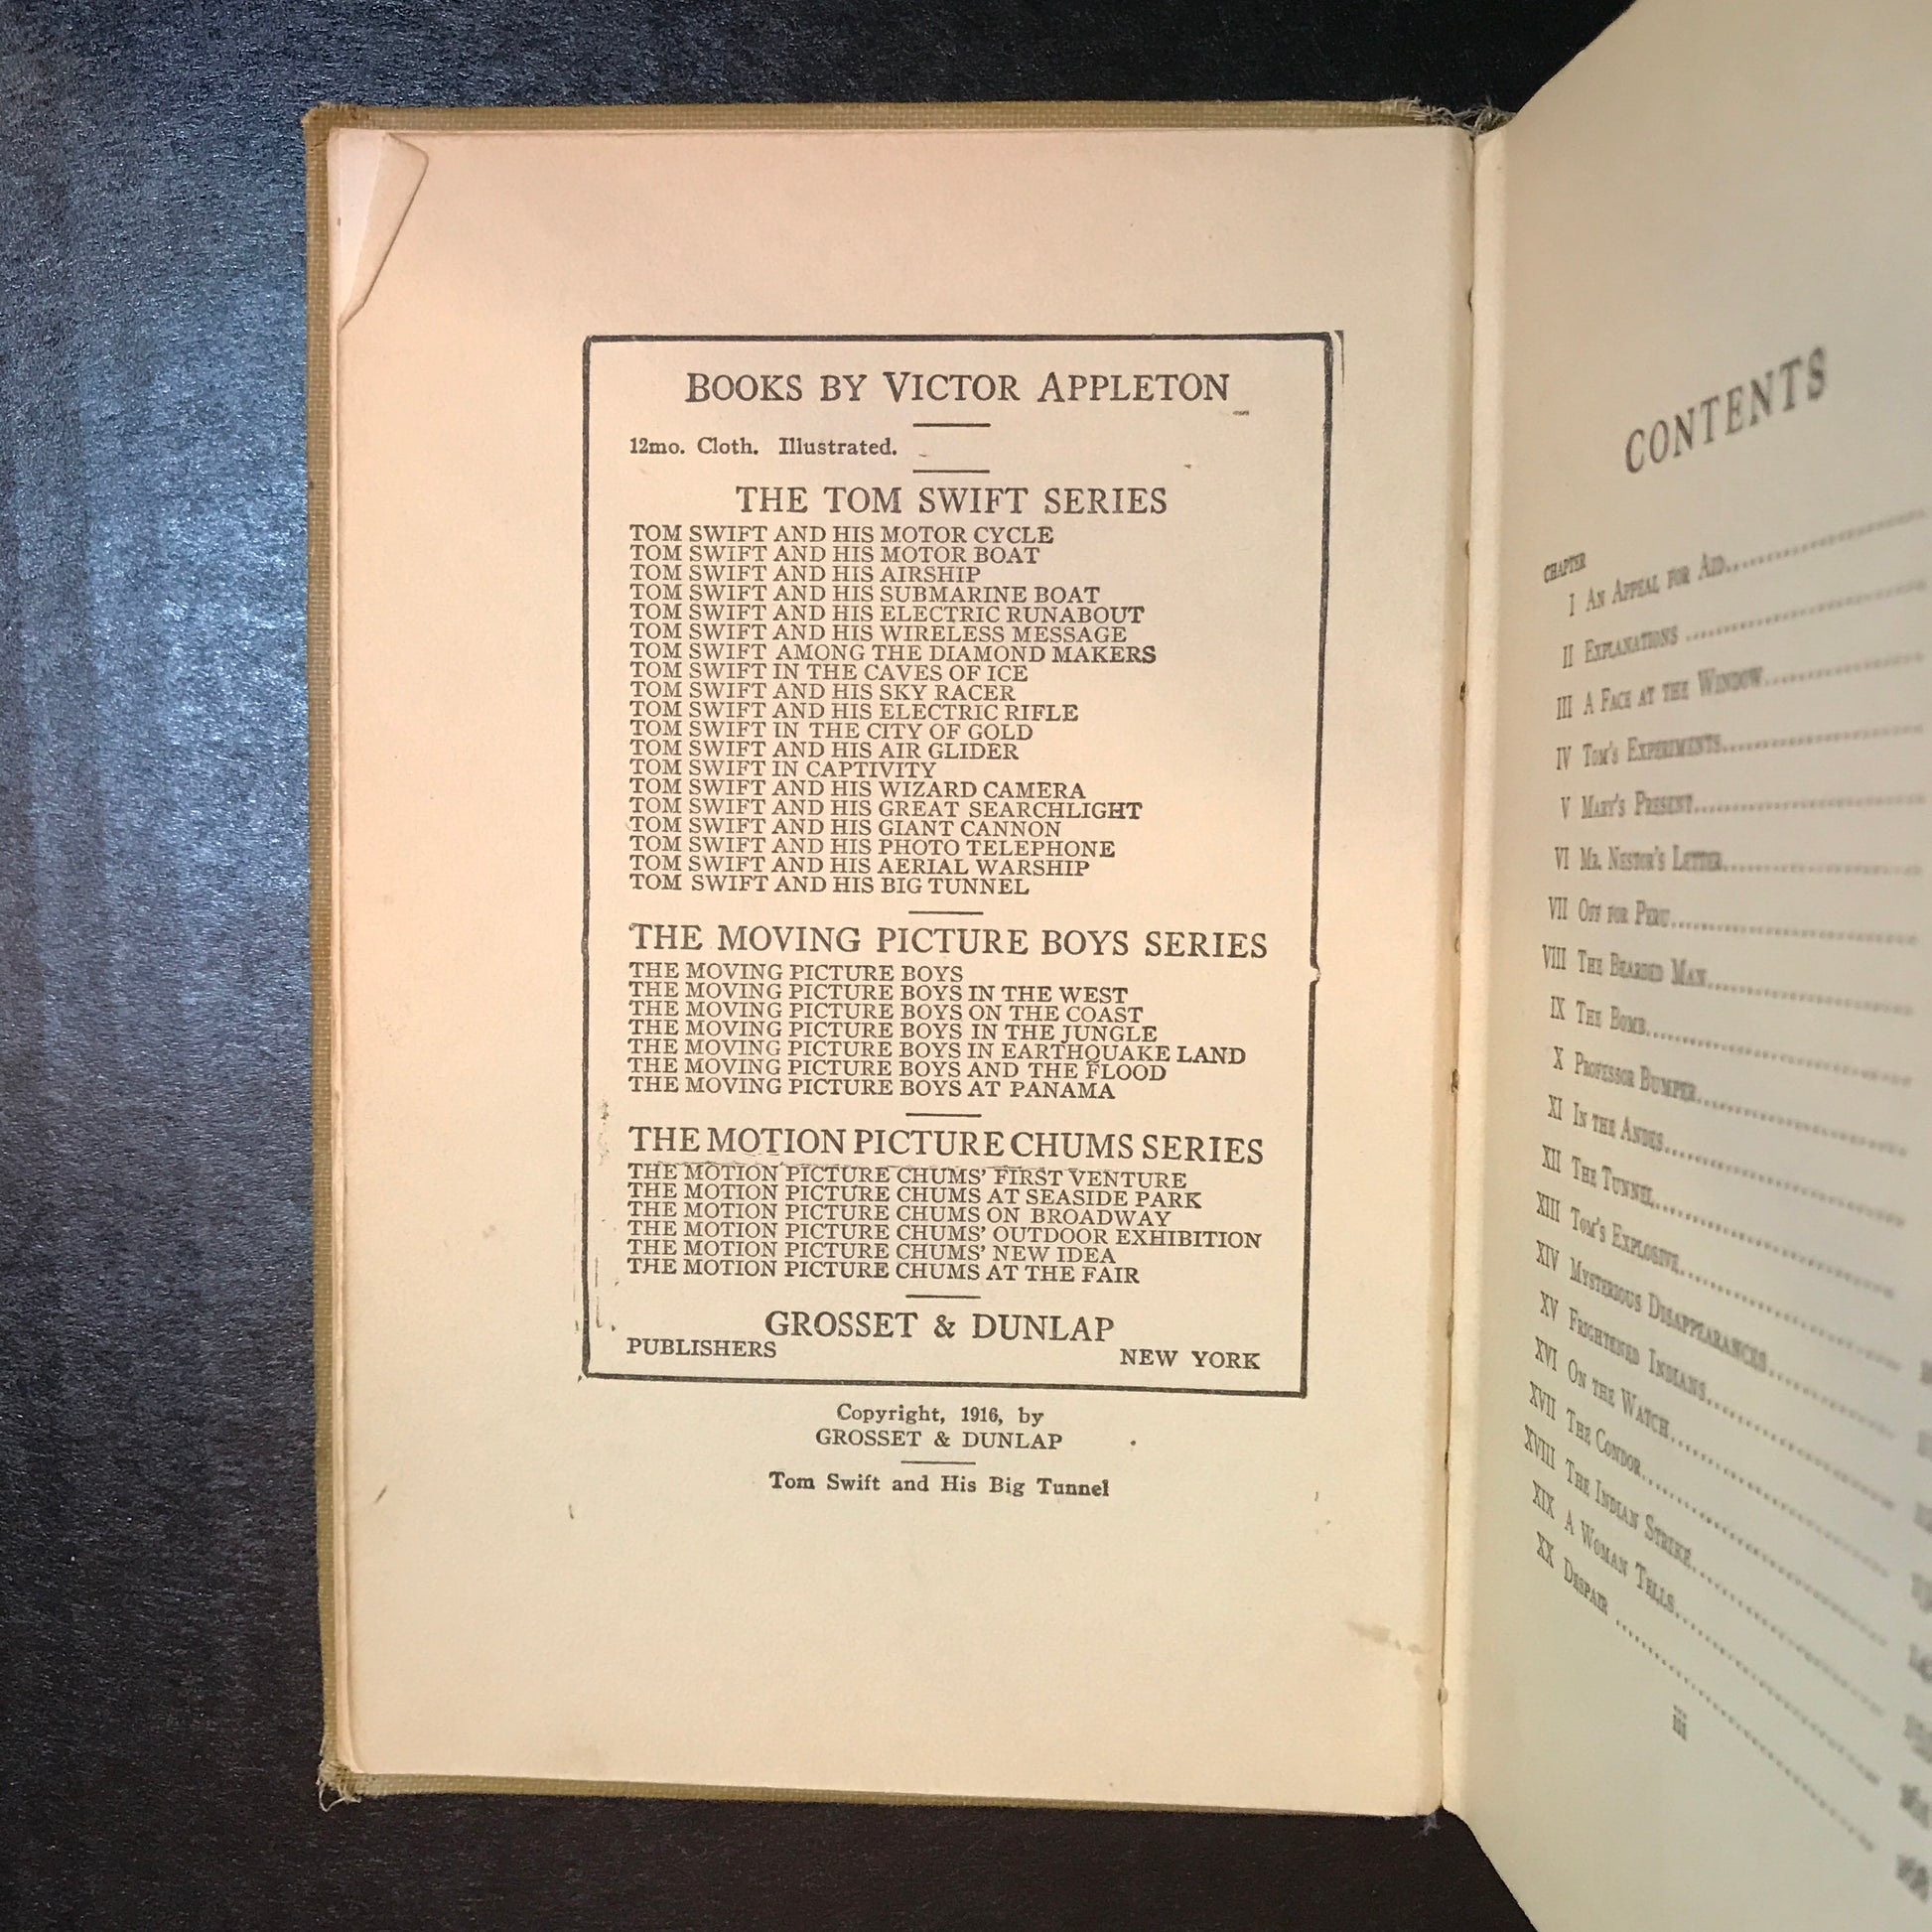 BOOKS BY VICTOR APPLETON
12mo. Cloth. Illustrated.
THE TOM SWIFT SERIES
TOM SWIFT AND HIS MOTOR CYCLE
TOM SWIFT AND HIS MOTOR BOAT
TOM SWIFT AND HIS AIRSHIP
TOM SWIFT AND HIS SUBMARINE BOAT
TOM SWIFT AND HIS ELECTRIC RUNABOUT
TOM SWIFT AND HIS WIRELESS MESSAGE
TOM SWIFT AMONG THE DIAMOND MAKERS
TOM SWIFT IN THE CAVES OF ICE
TOM SWIFT AND HIS SKY RACER
TOM SWIFT AND HIS ELECTRIC RIFLE
TOM SWIFT IN THE CITY OF GOLD
TOM SWIFT AND HIS AIR GLIDER
TOM SWIFT IN CAPTIVITY
TOM SWIFT AND HIS WIZARD CAMERA
TOM SWIFT AND HIS GREAT SEARCHLIGHT
TOM SWIFT AND HIS GIANT CANNON
TOM SWIFT AND HIS PHOTO TELEPHONE
TOM SWIFT AND HIS AERIAL WARSHIP
TOM SWIFT AND HIS BIG TUNNEL
THE MOVING PICTURE BOYS SERIES
THE MOVING PICTURE BOYS
THE MOVING PICTURE BOYS IN THE WEST
THE MOVING PICTURE BOYS ON THE COAST
THE MOVING PICTURE BOYS IN THE JUNGLE
THE MOVING PICTURE BOYS IN EARTHQUAKE LAND
THE MOVING PICTURE BOYS AND THE FLOOD
THE MOVING PICTURE BOYS AT PANAMA
THE MOTION PICTURE CHUMS SERIES
THE MOTION PICTURE CHUMS' FIRST VENTURE
THE MOTION PICTURE CHUMS AT SEASIDE PARK
THE MOTION PICTURE CHUMS ON BROADWAY
THE MOTION PICTURE CHUMS' OUTDOOR EXHIBITION
THE MOTION PICTURE CHUMS' NEW IDEA
THE MOTION PICTURE CHUMS AT THE FAIR
GROSSET & DUNLAP
PUBLISHERS NEW YORK
Copyright, 1916, by
GROSSET & DUNLAP
Tom Swift and His Big Tunnel
CONTENTS
CHAPTER
I AN APPEAL FOR AID
II EXPLANATIONS
III A FACE AT THE WINDOW
IV TOM'S EXPERIMENTS
V MARY'S PRESENT
VI MR. NESTOR'S LETTER
VII OFF FOR PERU
VIII THE BEARDED MAN
IX THE BOMB
X PROFESSOR BUMPER
XI IN THE ANDES
XII THE TUNNEL
XIII TOM'S EXPLOSIVE
XIV MYSTERIOUS DISAPPEARANCES
XV FRIGHTENED INDIANS
XVI ON THE WATCH
XVII THE CONDOR
XVIII THE INDIAN STRIKE
XIX A WOMAN TELLS
XX DESPAIR
iii